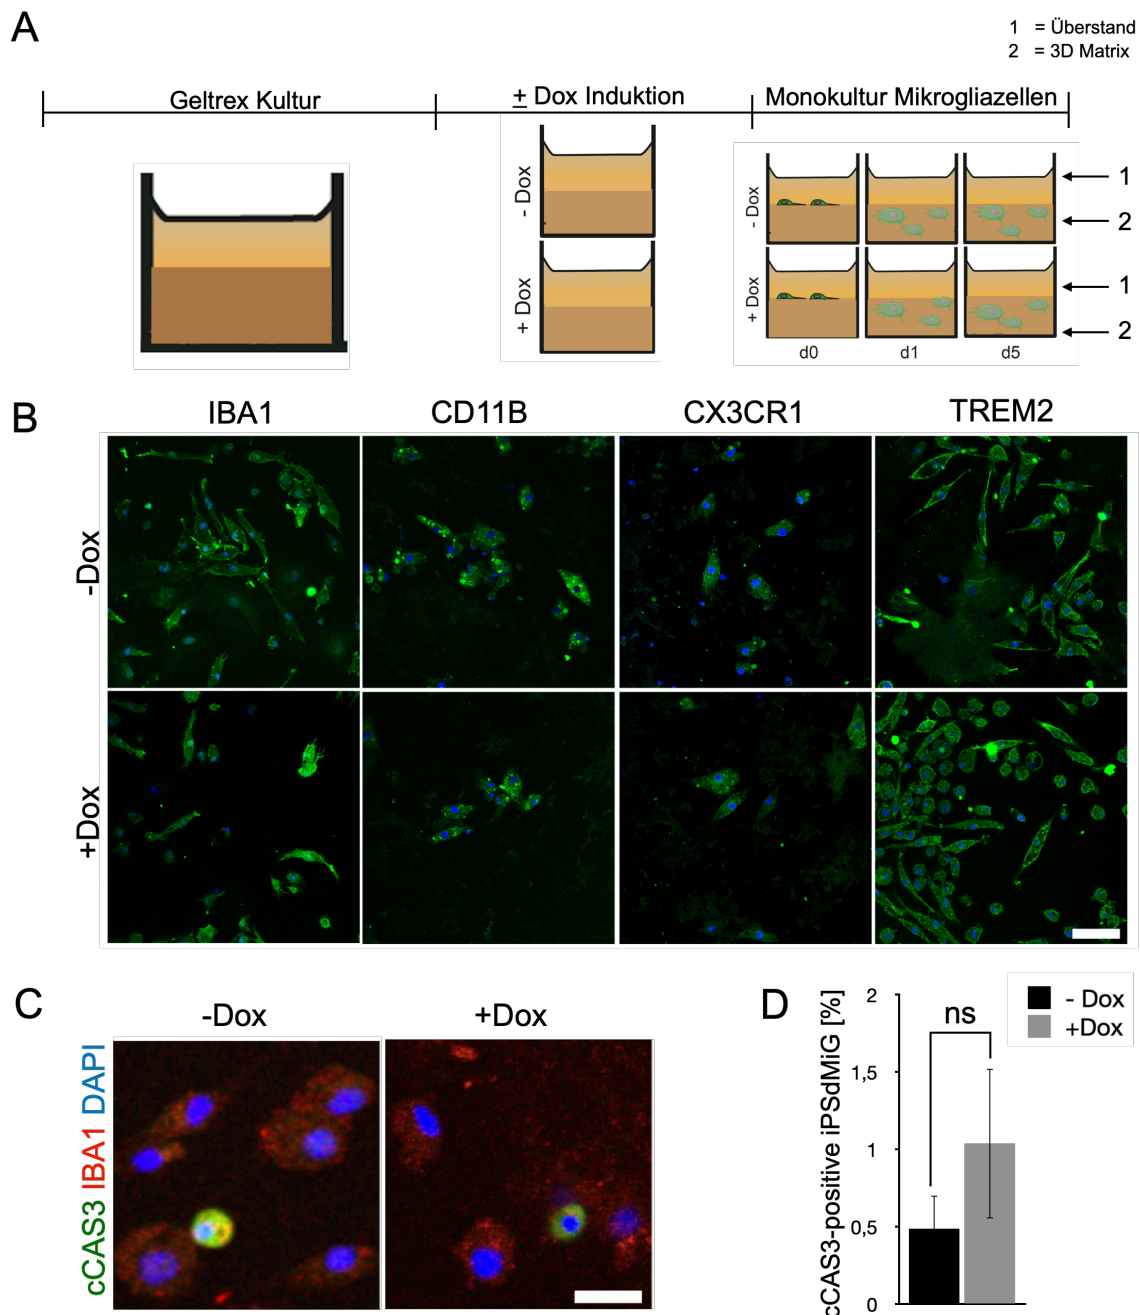 A
1 = Überstand
2 = 3D Matrix
Geltrex Kultur
+ Dox Induktion
Monokultur Mikrogliazellen
- Dox
+ Dox
- Dox
+ Dox
1
2
1
2
d0 d1 d5
B
IBA1 CD11B CX3CR1 TREM2
-Dox
+Dox
C
-Dox +Dox
cCAS3 IBA1 DAPI
D
cCAS3-positive iPSdMiG [%]
2
1,5
1
0,5
0
ns
- Dox
+Dox